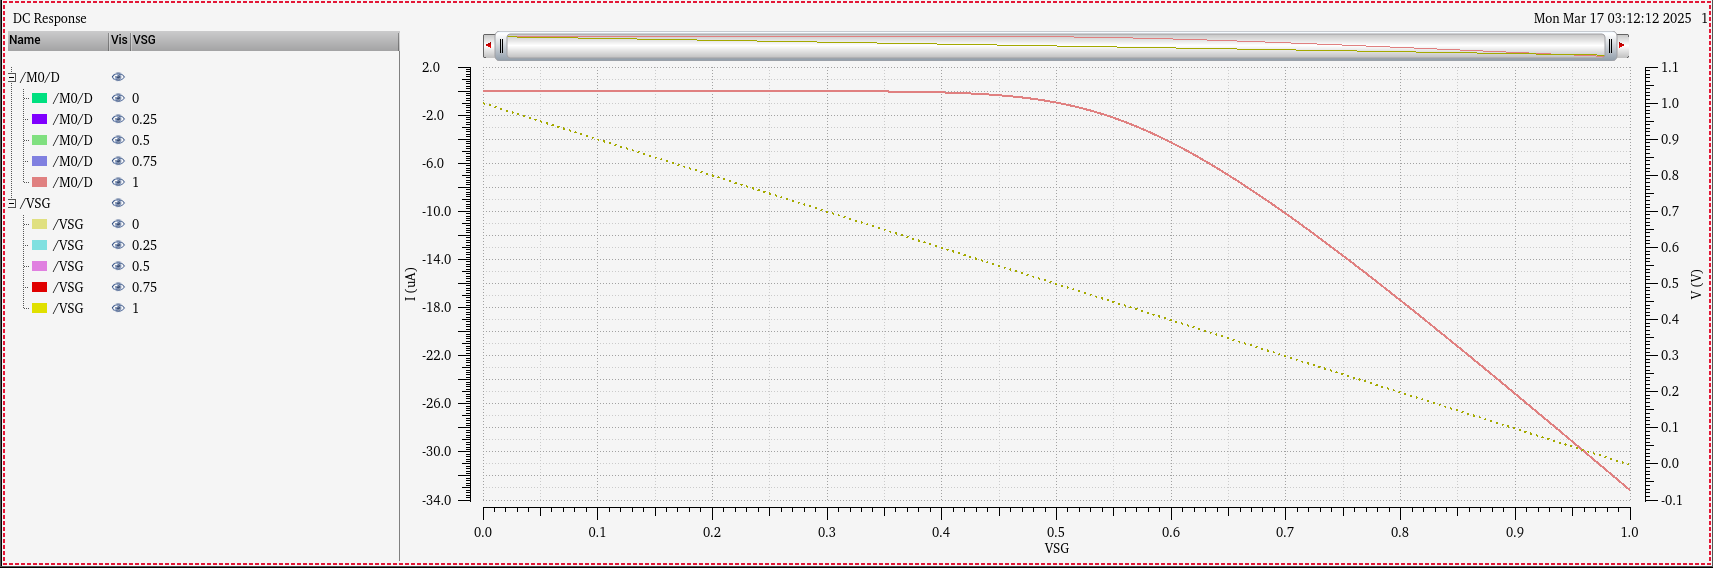 DC Response
Mon Mar 17 03:12:12 2025 1
Name Vis VSG
/M0/D
/M0/D 0
/M0/D 0.25
/M0/D 0.5
/M0/D 0.75
/M0/D 1
/VSG
/VSG 0
/VSG 0.25
/VSG 0.5
/VSG 0.75
/VSG 1
I (uA)
2.0
-2.0
-6.0
-10.0
-14.0
-18.0
-22.0
-26.0
-30.0
-34.0
0.0 0.1 0.2 0.3 0.4 0.5 0.6 0.7 0.8 0.9 1.0
VSG
1.1
1.0
0.9
0.8
0.7
0.6
0.5
0.4
0.3
0.2
0.1
0.0
-0.1
V (V)